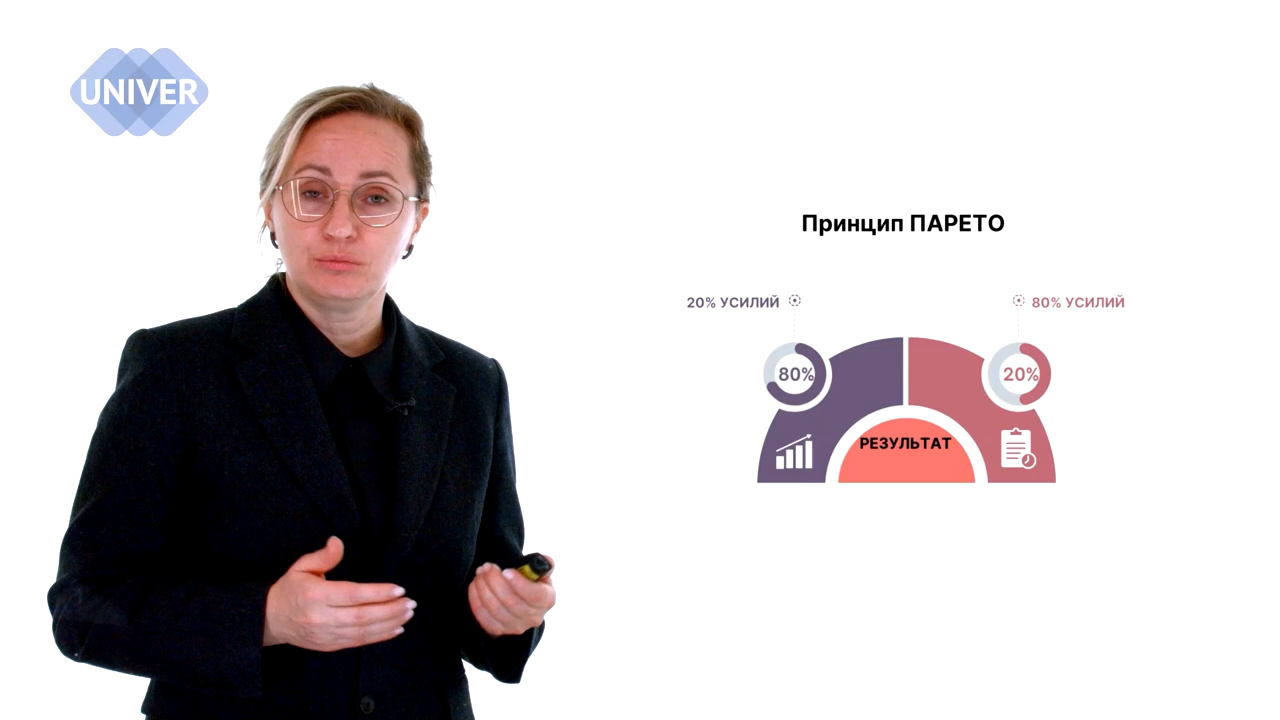 UNIVER
Принцип ПАРЕТО
20% УСИЛИЙ
80% УСИЛИЙ
80%
20%
РЕЗУЛЬТАТ